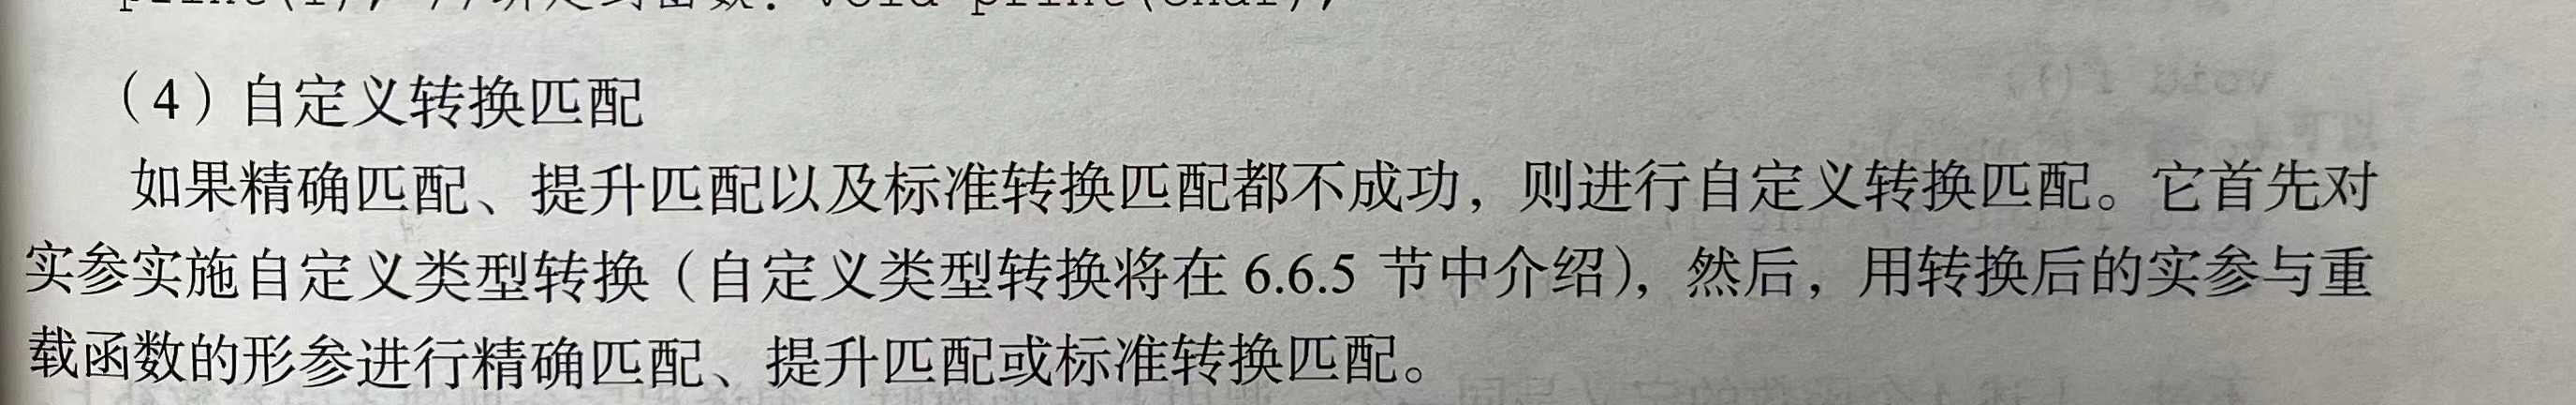 （4）自定义转换匹配
如果精确匹配、提升匹配以及标准转换匹配都不成功，则进行自定义转换匹配。它首先对
实参实施自定义类型转换（自定义类型转换将在 6.6.5 节中介绍），然后，用转换后的实参与重
载函数的形参进行精确匹配、提升匹配或标准转换匹配。